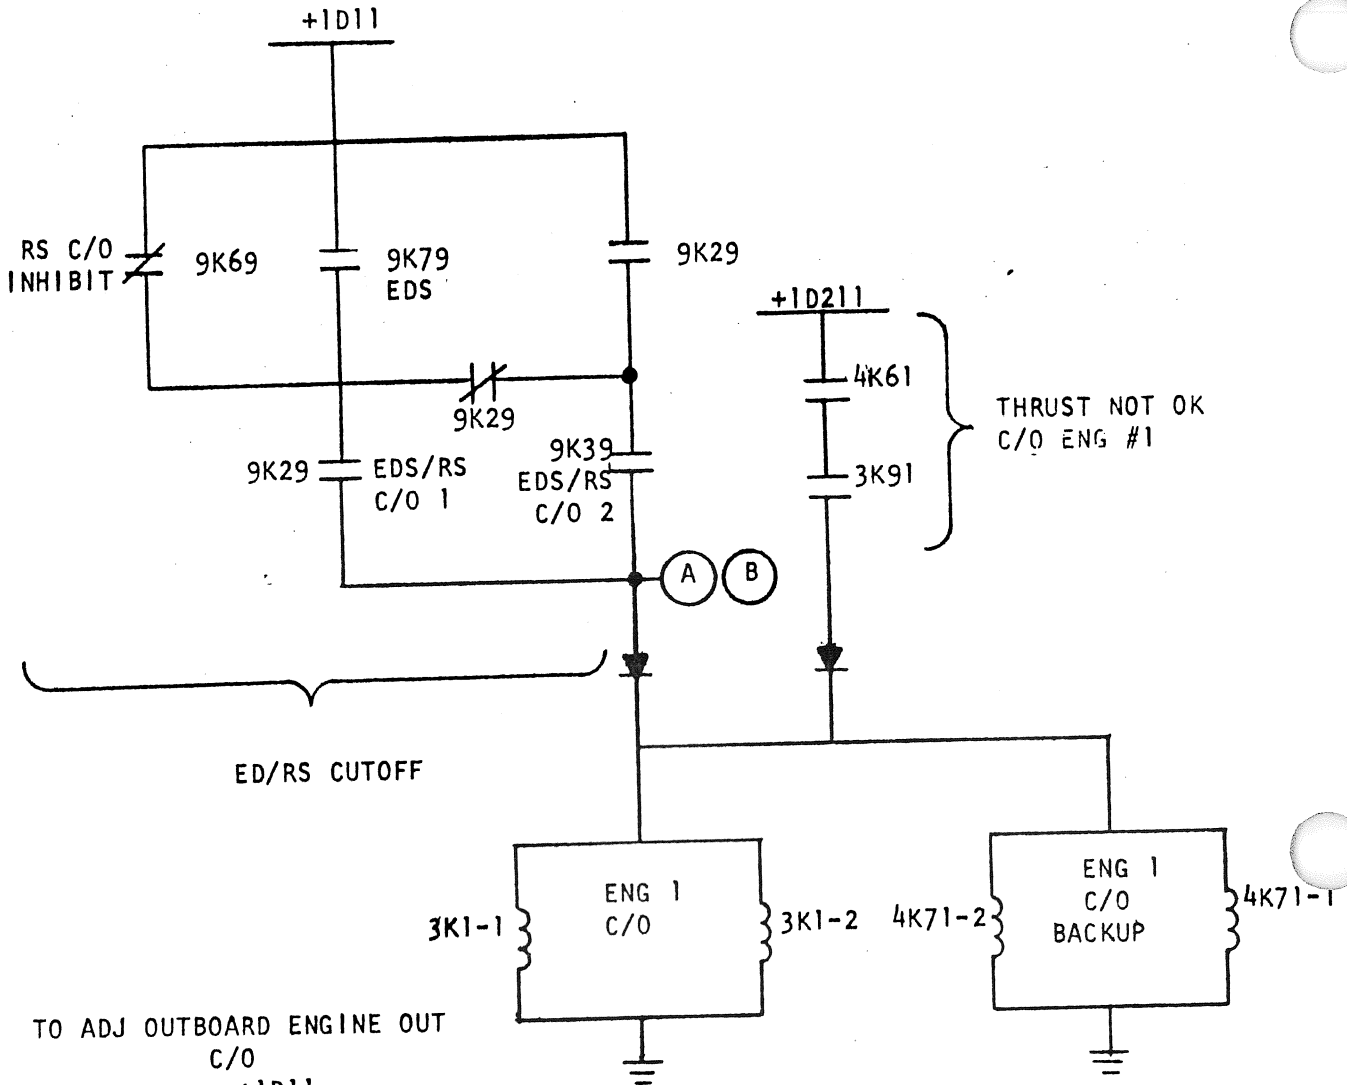 +1D11
RS C/O
INHIBIT
9K69
9K79
EDS
9K29
+1D211
4K61
THRUST NOT OK
C/O ENG #1
3K91
9K29
9K29
EDS/RS
C/O 1
9K39
EDS/RS
C/O 2
A
B
ED/RS CUTOFF
ENG 1
C/O
3K1-1
3K1-2
ENG 1
C/O
BACKUP
4K71-2
4K71-1
TO ADJ OUTBOARD ENGINE OUT
C/O
+1D11